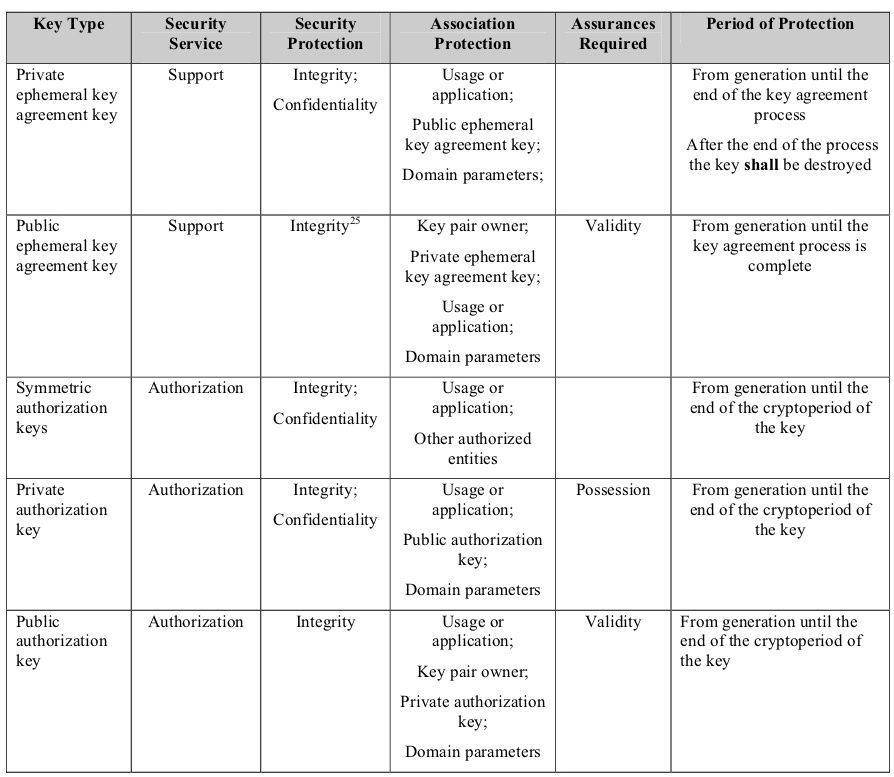 Key Type
Security
Service
Security
Protection
Association
Protection
Assurances
Required
Period of Protection
Private
ephemeral key
agreement key
Support
Integrity;
Confidentiality
Usage or
application;
Public ephemeral
key agreement key;
Domain parameters;
From generation until the
end of the key agreement
process
After the end of the process
the key shall be destroyed
Public
ephemeral key
agreement key
Support
Integrity25
Key pair owner;
Private ephemeral
key agreement key;
Usage or
application;
Domain parameters
Validity
From generation until the
key agreement process is
complete
Symmetric
authorization
keys
Authorization
Integrity;
Confidentiality
Usage or
application;
Other authorized
entities
From generation until the
end of the cryptoperiod of
the key
Private
authorization
key
Authorization
Integrity;
Confidentiality
Usage or
application;
Public authorization
key;
Domain parameters
Possession
From generation until the
end of the cryptoperiod of
the key
Public
authorization
key
Authorization
Integrity
Usage or
application;
Key pair owner;
Private authorization
key;
Domain parameters
Validity
From generation until the
end of the cryptoperiod of
the key